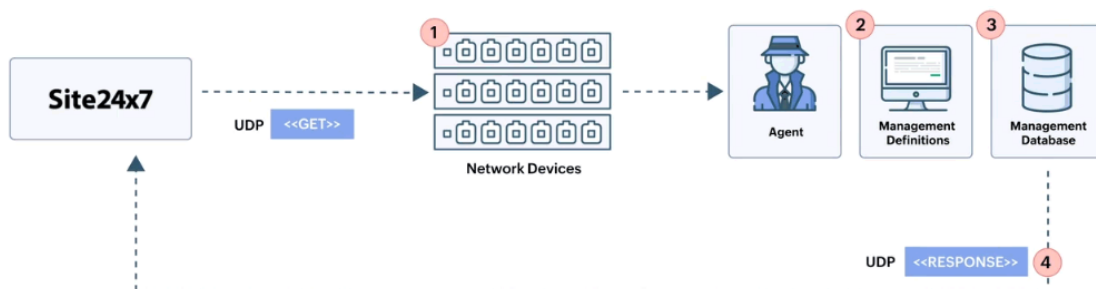 1
2
3
Site24x7
UDP <<GET>>
Network Devices
Agent
Management
Definitions
Management
Database
UDP <<RESPONSE>> 4